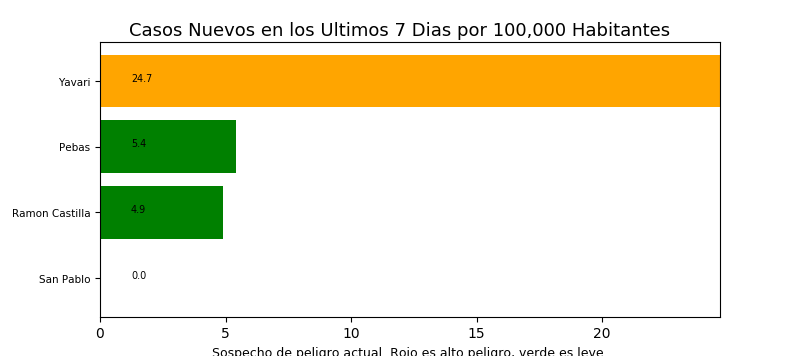 Casos Nuevos en los Ultimos 7 Dias por 100,000 Habitantes
Yavari 24.7
Pebas 5.4
Ramon Castilla 4.9
San Pablo 0.0
0 5 10 15 20
Sospecho de peligro actual. Rojo es alto peligro, verde es leve